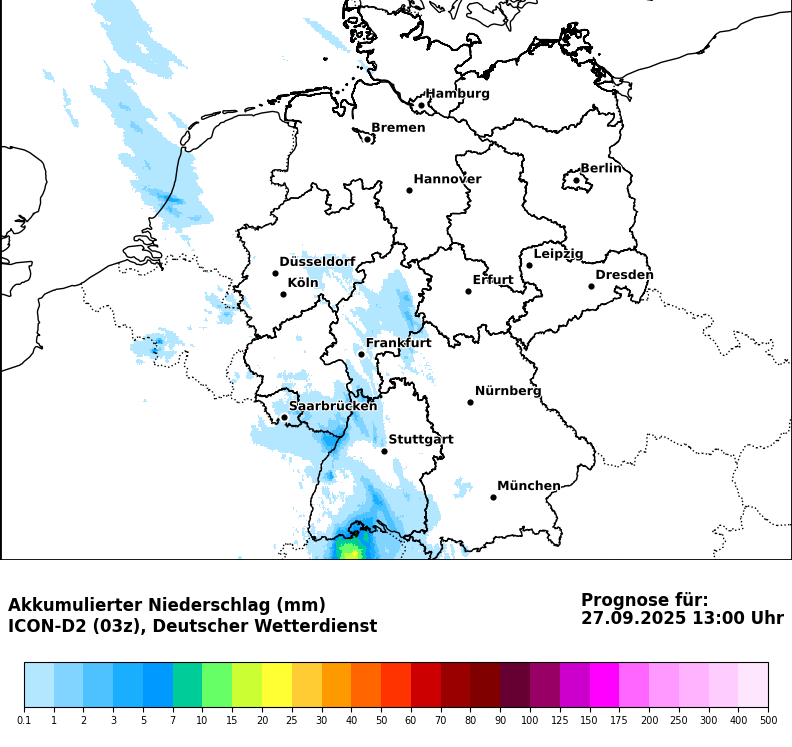 Hamburg
Bremen
Berlin
Hannover
Leipzig
Düsseldorf
Dresden
Köln
Erfurt
Frankfurt
Nürnberg
Saarbrücken
Stuttgart
München
Akkumulierter Niederschlag (mm)
ICON-D2 (03z), Deutscher Wetterdienst
Prognose für:
27.09.2025 13:00 Uhr
0.1 1 2 3 5 7 10 15 20 25 30 40 50 60 70 80 90 100 125 150 175 200 250 300 400 500